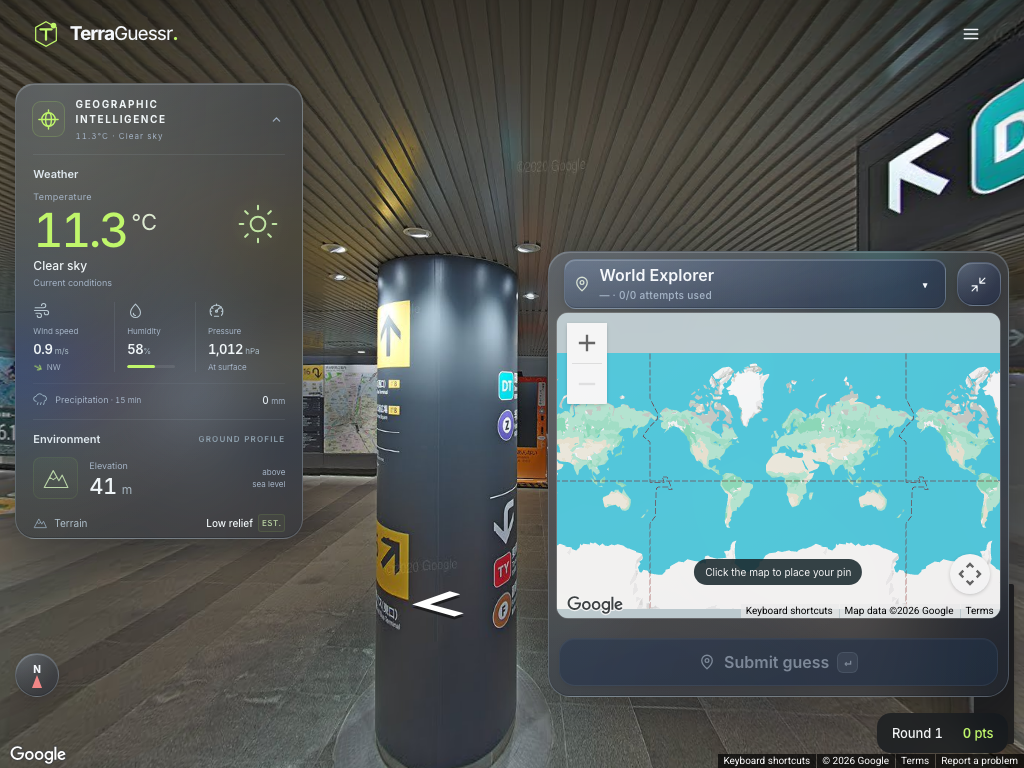 TerraGuessr.
GEOGRAPHIC
INTELLIGENCE
11.3°C · Clear sky
Weather
Temperature
11.3 °C
Clear sky
Current conditions
Wind speed
0.9 m/s
NW
Humidity
58%
Pressure
1,012 hPa
At surface
Precipitation · 15 min
0 mm
Environment
GROUND PROFILE
Elevation
41 m
above
sea level
Terrain
Low relief EST.
N
Google
©2020 Google
DT
Z
TY
F
World Explorer
— · 0/0 attempts used
Click the map to place your pin
Google
Keyboard shortcuts
Map data ©2026 Google
Terms
Submit guess
Round 1
0 pts
Keyboard shortcuts
© 2026 Google
Terms
Report a problem